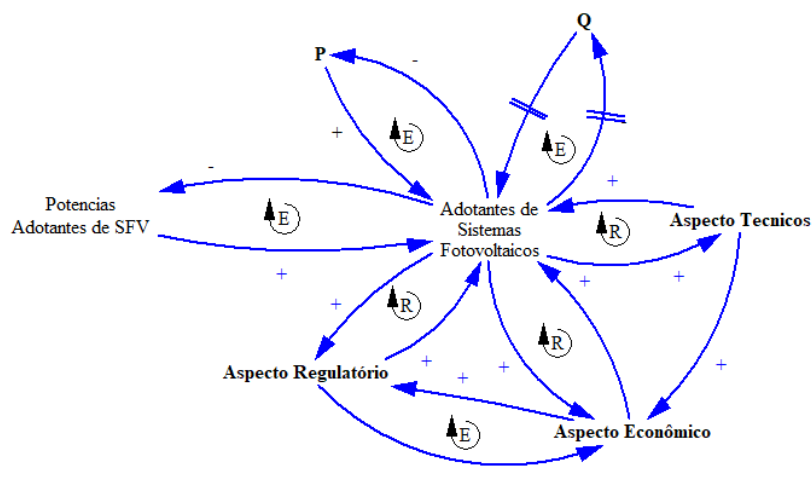 Q
P
-
+
E
E
-
+
Potencias
Adotantes de SFV
E
Adotantes de
Sistemas
Fotovoltaicos
Aspecto Tecnicos
R
+
+
+
+
+
R
R
Aspecto Regulatório
+
+
+
+
E
Aspecto Econômico